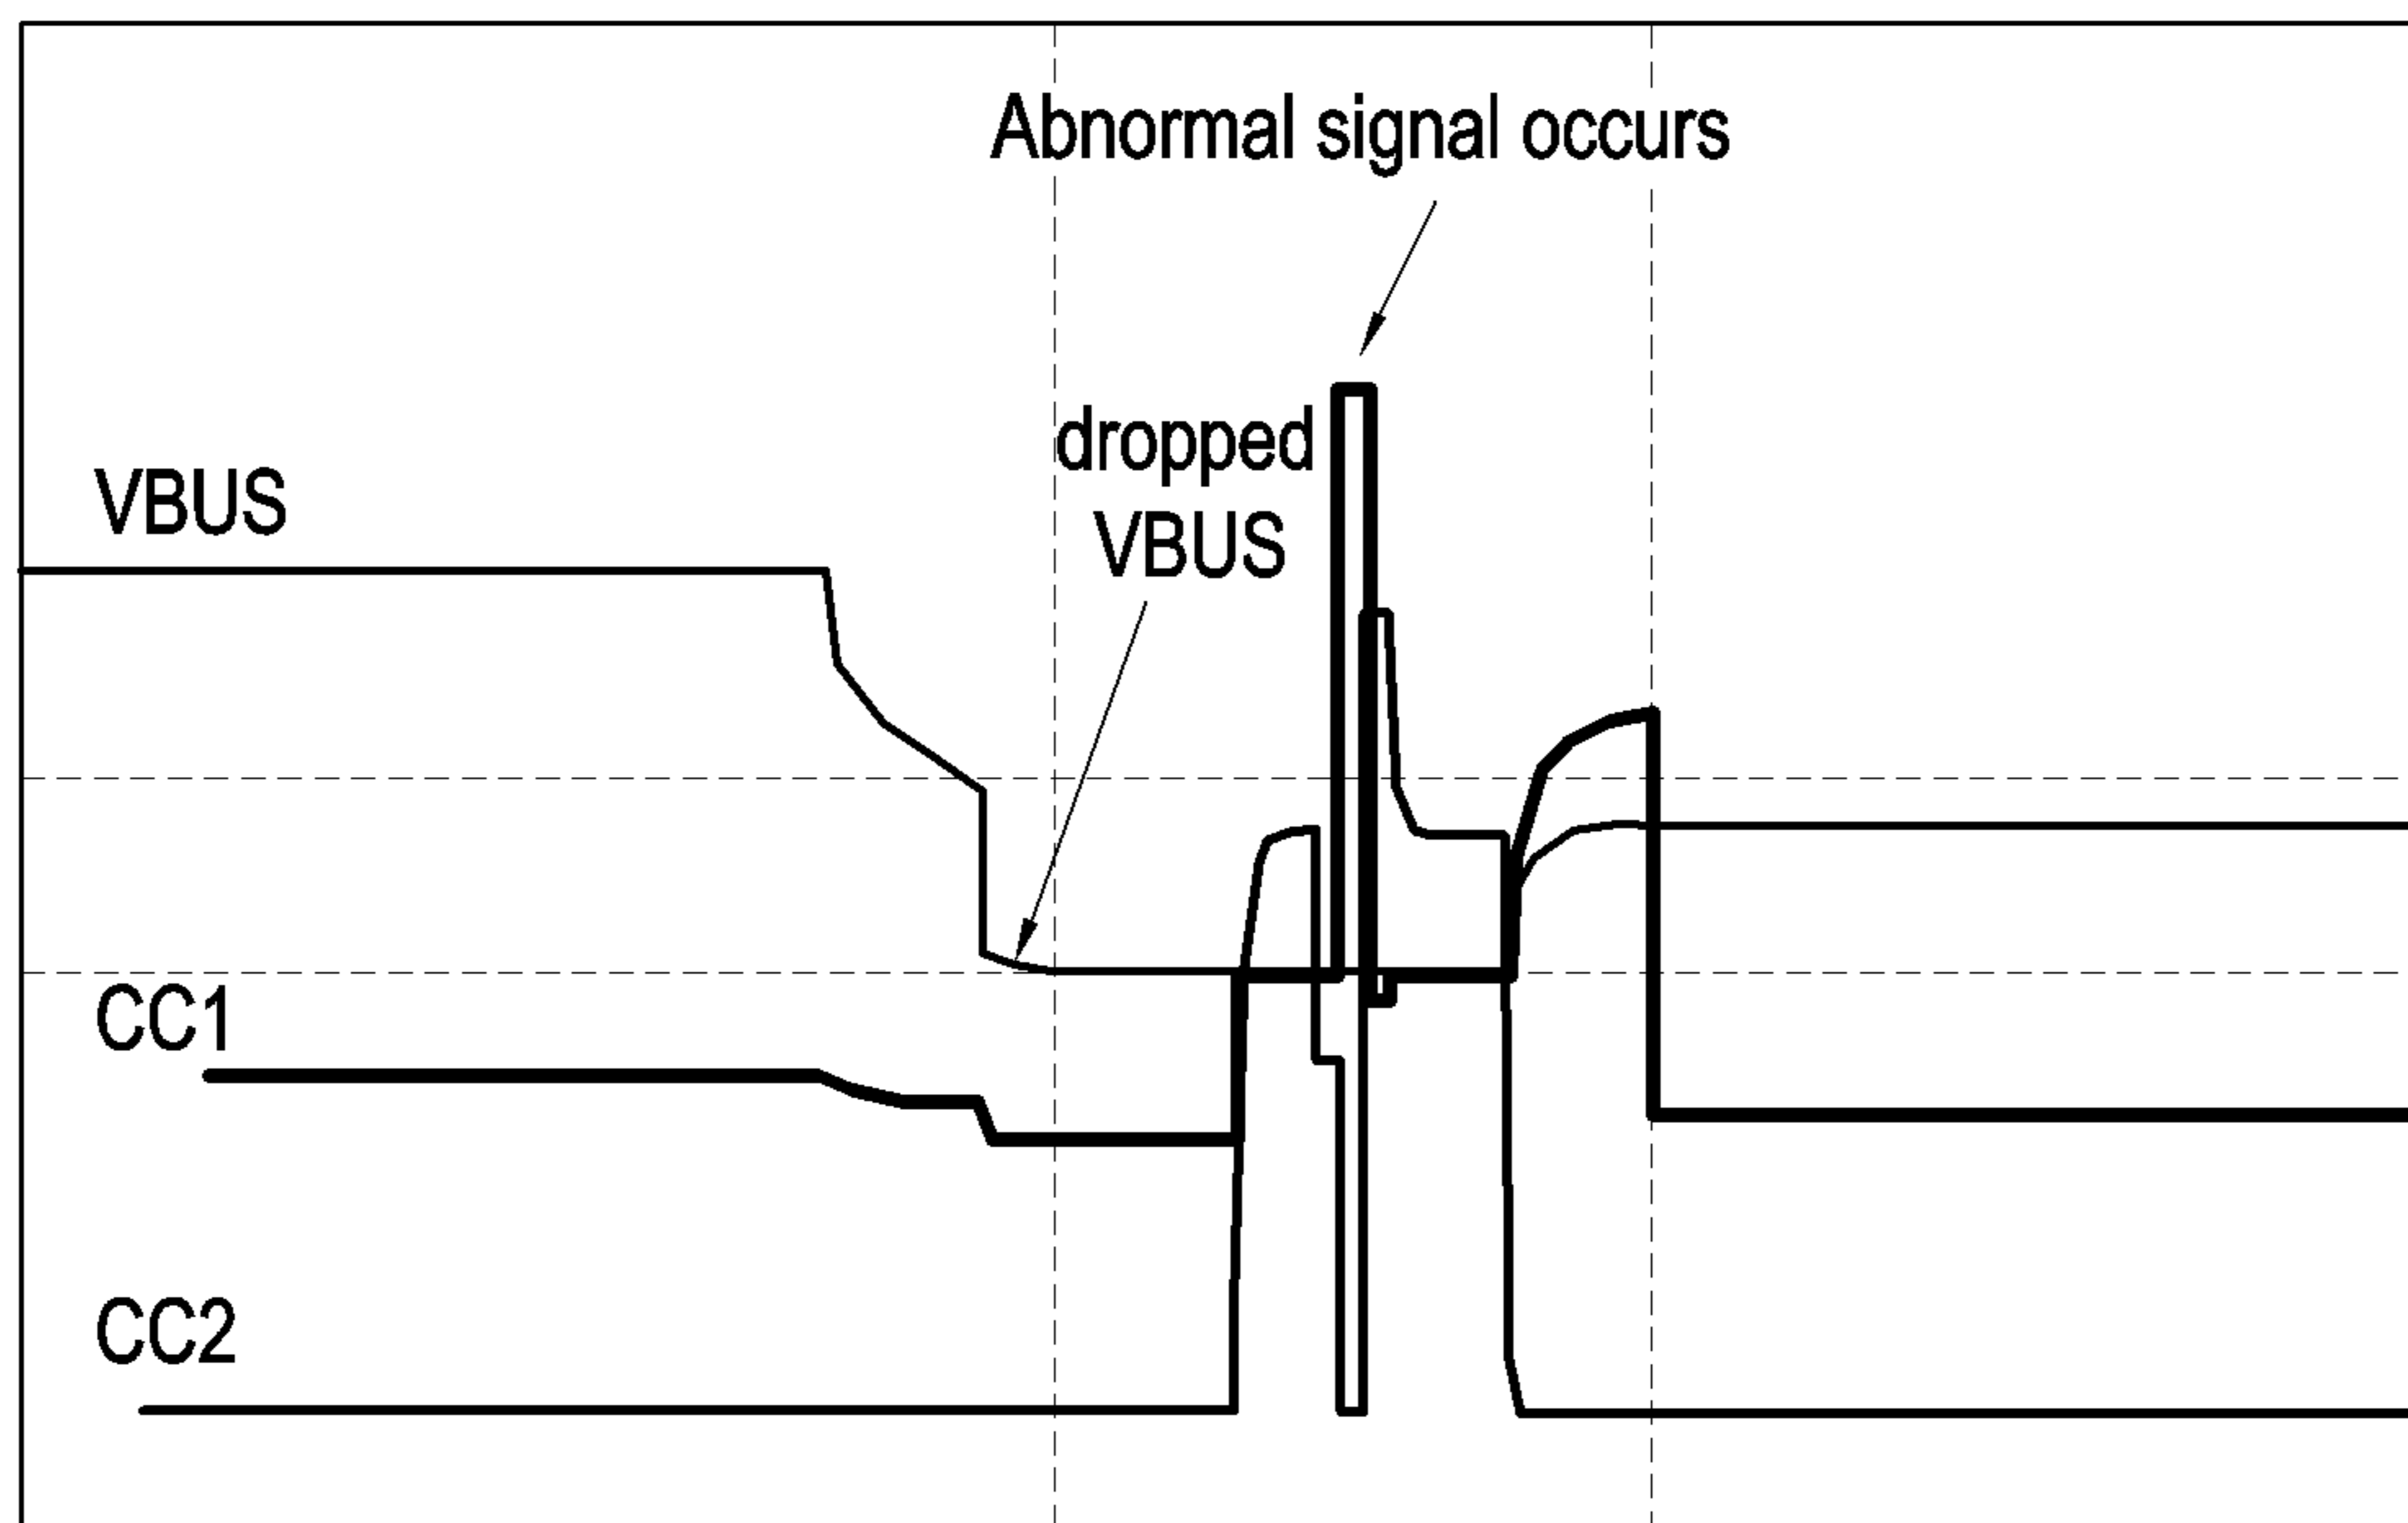 Abnormal signal occurs
dropped
VBUS
VBUS
CC1
CC2